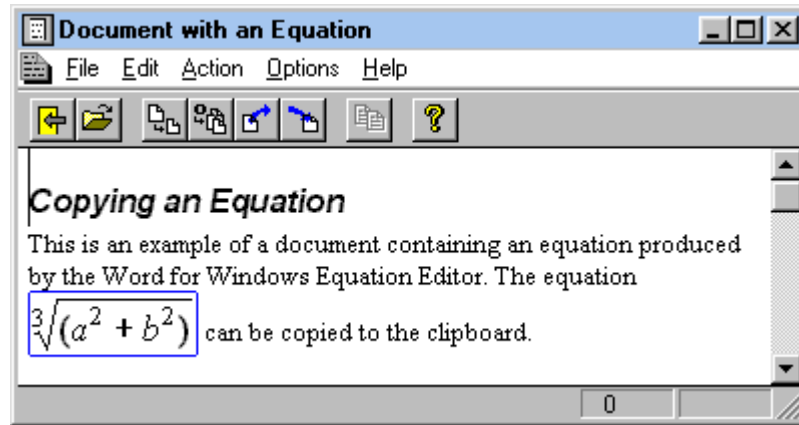 Document with an Equation
File Edit Action Options Help
?
Copying an Equation
This is an example of a document containing an equation produced
by the Word for Windows Equation Editor. The equation
∛(a² + b²) can be copied to the clipboard.
0